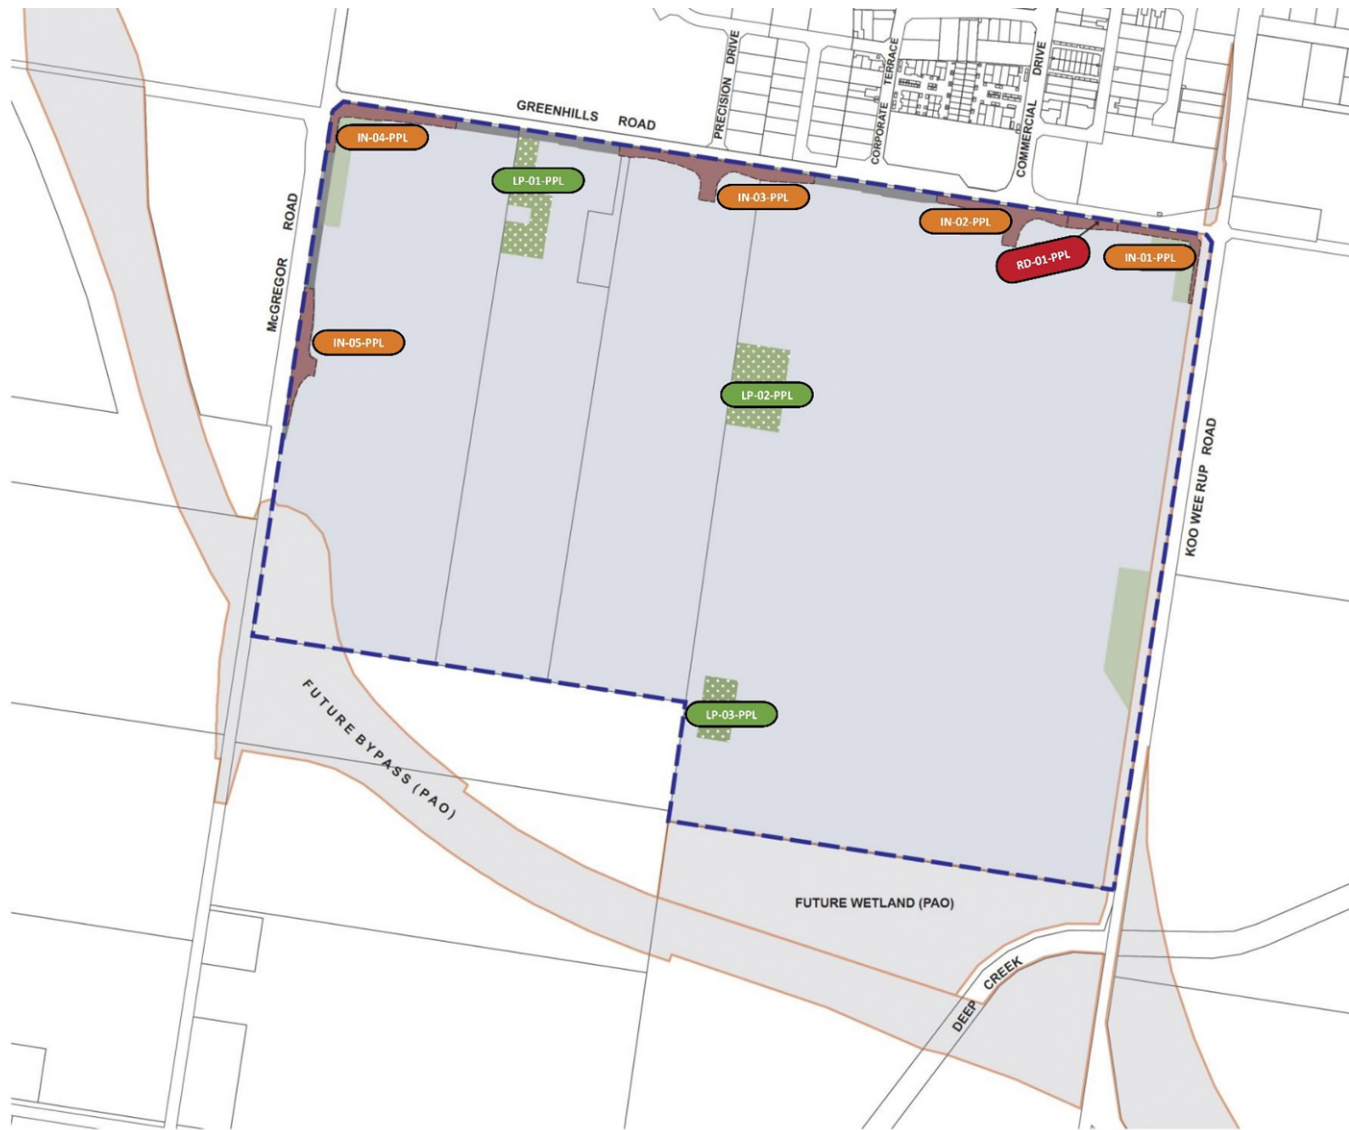 GREENHILLS ROAD
PRECISION DRIVE
CORPORATE TERRACE
COMMERCIAL DRIVE
IN-04-PPL
LP-01-PPL
IN-03-PPL
IN-02-PPL
RD-01-PPL
IN-01-PPL
McGREGOR ROAD
IN-05-PPL
LP-02-PPL
KOO WEE RUP ROAD
LP-03-PPL
FUTURE BYPASS (PAO)
FUTURE WETLAND (PAO)
DEEP CREEK